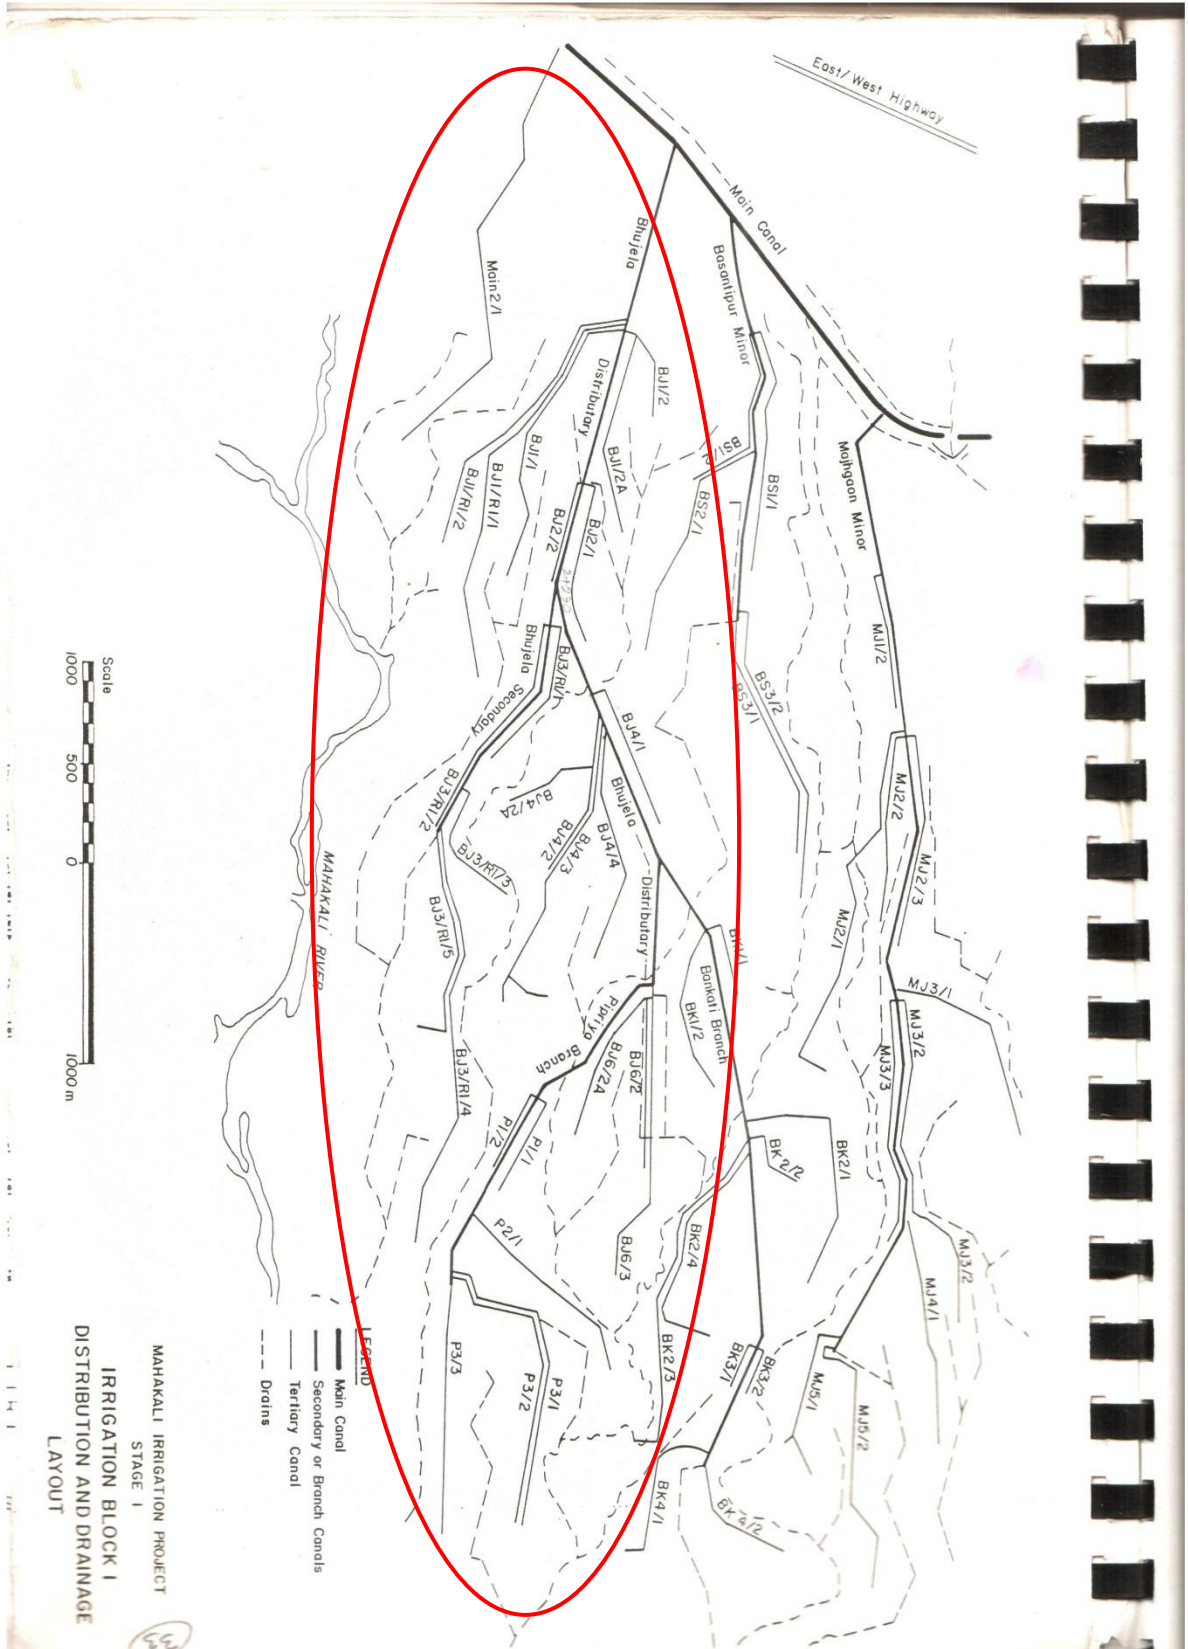 East/West Highway
Main Canal
Bhujela
Basantipur Minor
Main2/1
Distributary
BJ1/2
BJ1/1
BJ1/2A
BS1/2
BS1/1
BS2/1
Majhgaon Minor
BJ1/R1/1
BJ1/R1/2
BJ2/2
BJ2/1
MJ1/2
Bhujela Secondary
BJ3/R1/1
BS3/1
BS3/2
BJ4/1
Bhujela
MJ2/2
BJ3/R1/2
BJ4/2A
BJ4/2
BJ4/3
BJ4/4
BJ3/R1/3
MJ2/3
Distributary
MAHAKALI RIVER
BJ3/R1/5
MJ2/1
BK1/1
Bankati Branch
MJ3/1
BK1/2
Pipriya Branch
MJ3/2
MJ3/3
BJ3/R1/4
BJ6/2A
BJ6/2
P1/2
P1/1
BK2/2
BK2/1
P2/1
BJ6/3
BK2/4
MJ3/2
MJ4/1
P3/3
P3/2
P3/1
BK2/3
BK3/1
BK3/2
MJ5/1
MJ5/2
BK4/1
BK4/2
Scale
1000 500 0 1000m
LEGEND
Main Canal
Secondary or Branch Canals
Tertiary Canal
Drains
MAHAKALI IRRIGATION PROJECT
STAGE I
IRRIGATION BLOCK I
DISTRIBUTION AND DRAINAGE
LAYOUT
33